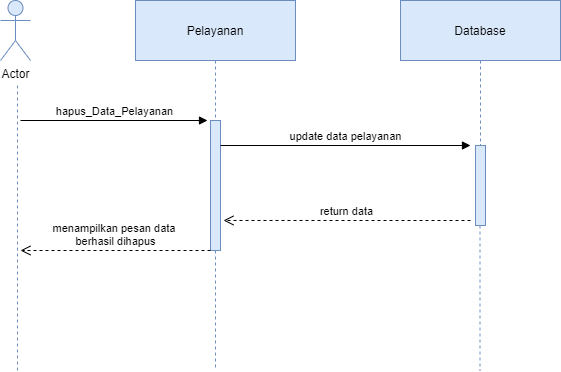 Pelayanan
Database
Actor
hapus_Data_Pelayanan
update data pelayanan
return data
menampilkan pesan data
berhasil dihapus